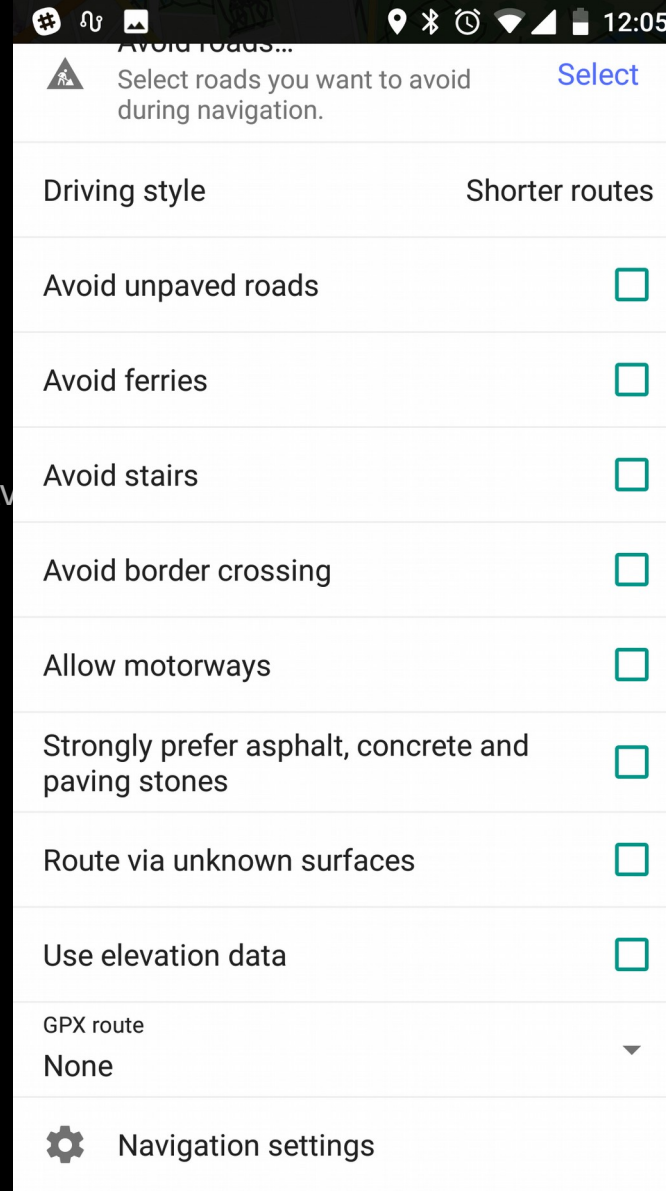 12:05
Avoid roads...
Select roads you want to avoid
during navigation.
Select
Driving style
Shorter routes
Avoid unpaved roads
Avoid ferries
Avoid stairs
Avoid border crossing
Allow motorways
Strongly prefer asphalt, concrete and
paving stones
Route via unknown surfaces
Use elevation data
GPX route
None
Navigation settings